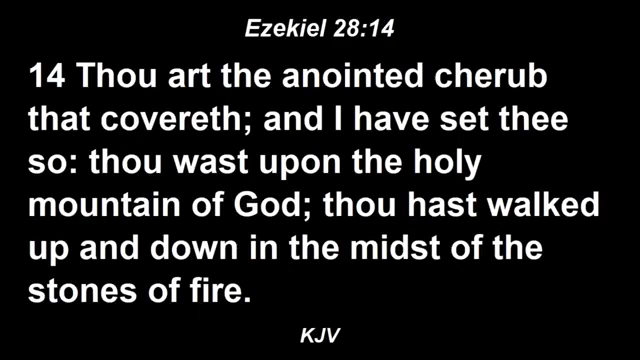 Ezekiel 28:14
14 Thou art the anointed cherub
that covereth; and I have set thee
so: thou wast upon the holy
mountain of God; thou hast walked
up and down in the midst of the
stones of fire.
KJV